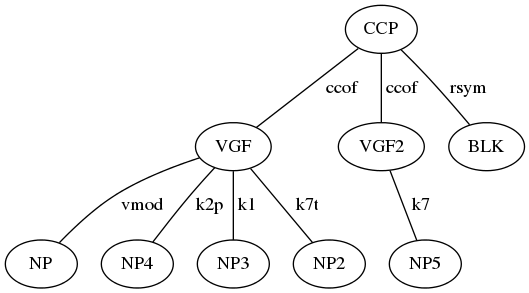 CCP
ccof ccof rsym
VGF VGF2 BLK
vmod k2p k1 k7t k7
NP NP4 NP3 NP2 NP5